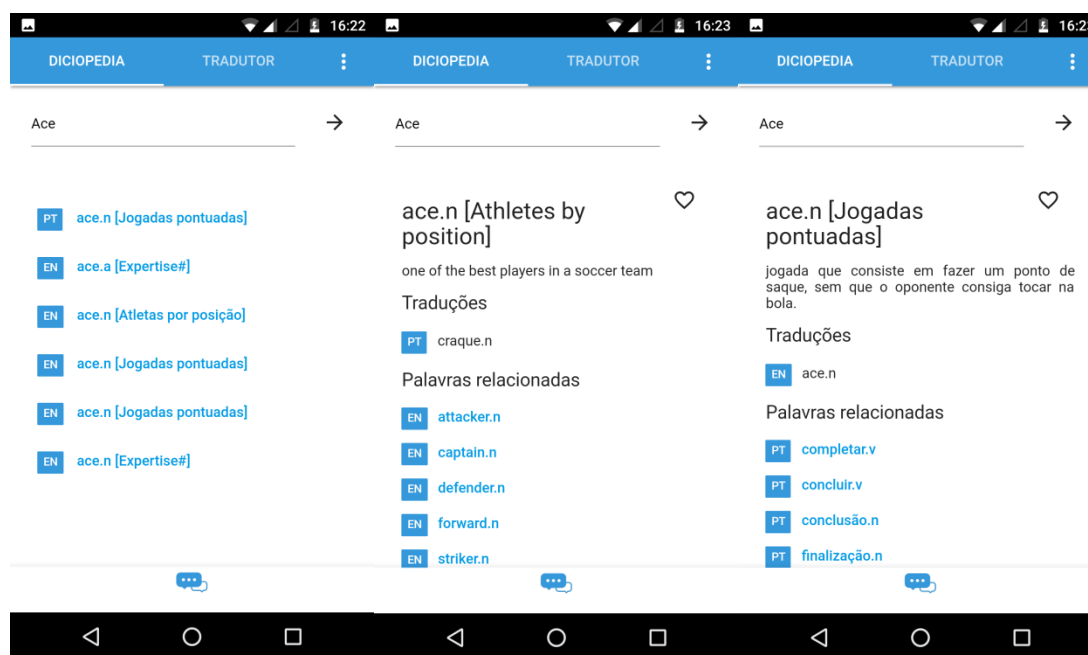 16:22
DICIOPEDIA TRADUTOR
Ace
PT ace.n [Jogadas pontuadas]
EN ace.a [Expertise#]
EN ace.n [Atletas por posição]
EN ace.n [Jogadas pontuadas]
EN ace.n [Jogadas pontuadas]
EN ace.n [Expertise#]
16:23
DICIOPEDIA TRADUTOR
Ace
ace.n [Athletes by
position]
one of the best players in a soccer team
Traduções
PT craque.n
Palavras relacionadas
EN attacker.n
EN captain.n
EN defender.n
EN forward.n
EN striker.n
DICIOPEDIA TRADUTOR
Ace
ace.n [Jogadas
pontuadas]
jogada que consiste em fazer um ponto de
saque, sem que o oponente consiga tocar na
bola.
Traduções
EN ace.n
Palavras relacionadas
PT completar.v
PT concluir.v
PT conclusão.n
PT finalização.n